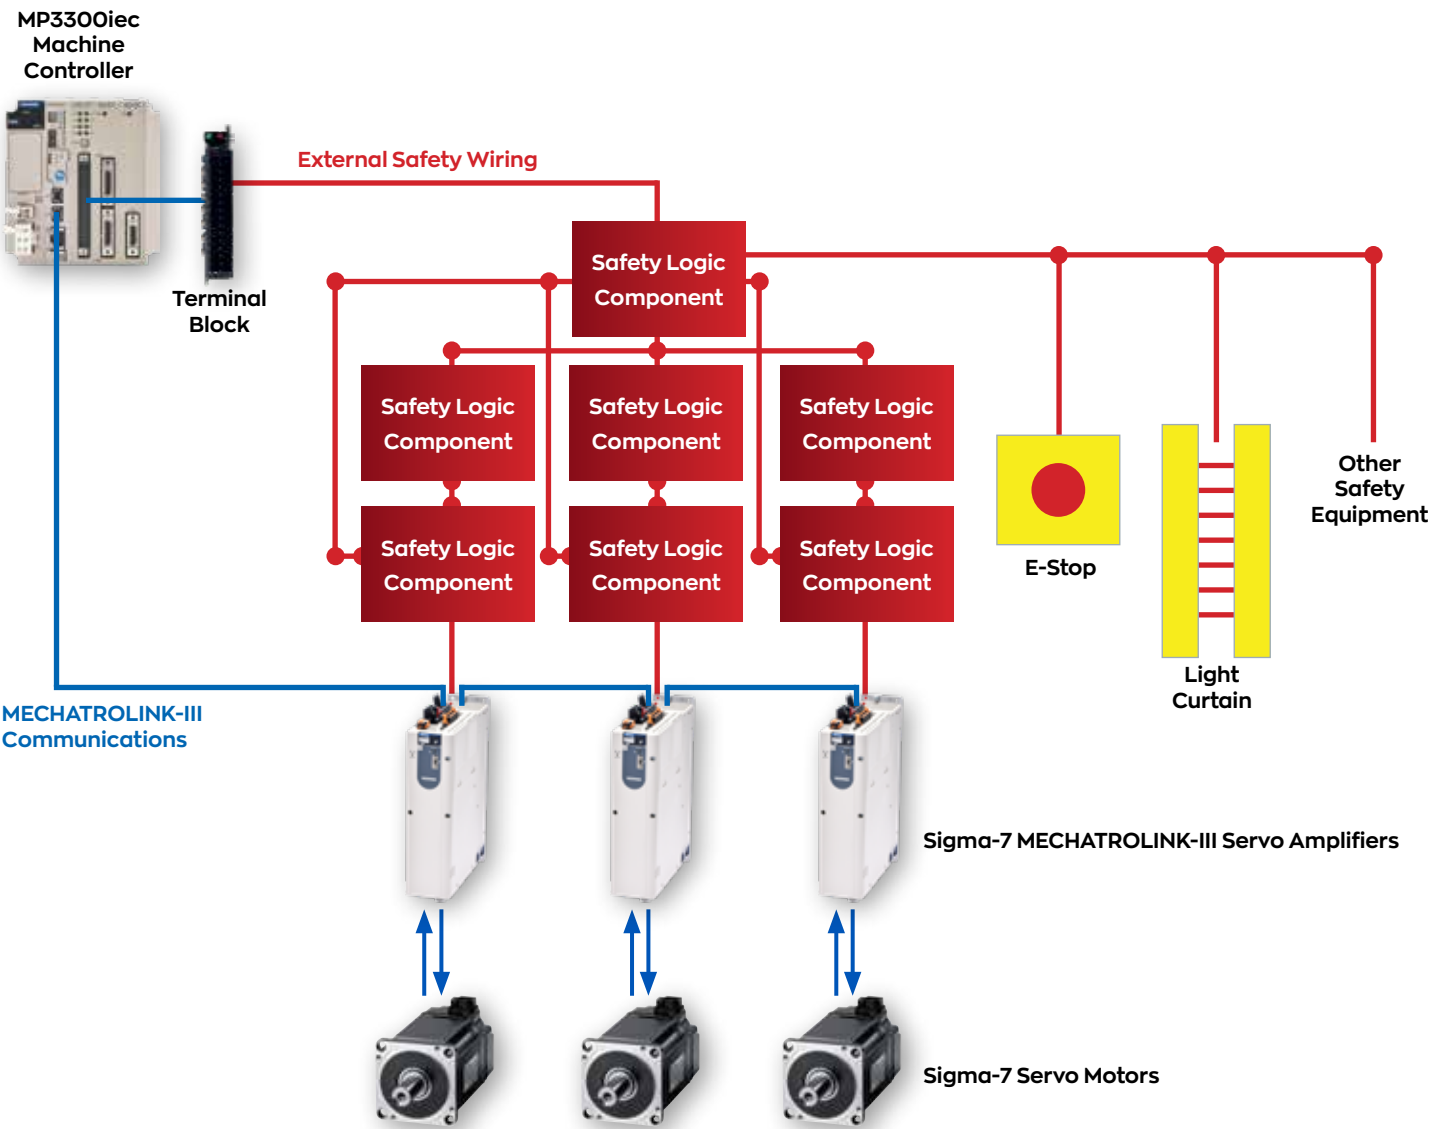 MP3300iec
Machine
Controller
External Safety Wiring
Terminal
Block
Safety Logic
Component
Safety Logic
Component
Safety Logic
Component
Safety Logic
Component
Safety Logic
Component
Safety Logic
Component
Safety Logic
Component
E-Stop
Light
Curtain
Other
Safety
Equipment
MECHATROLINK-III
Communications
Sigma-7 MECHATROLINK-III Servo Amplifiers
Sigma-7 Servo Motors